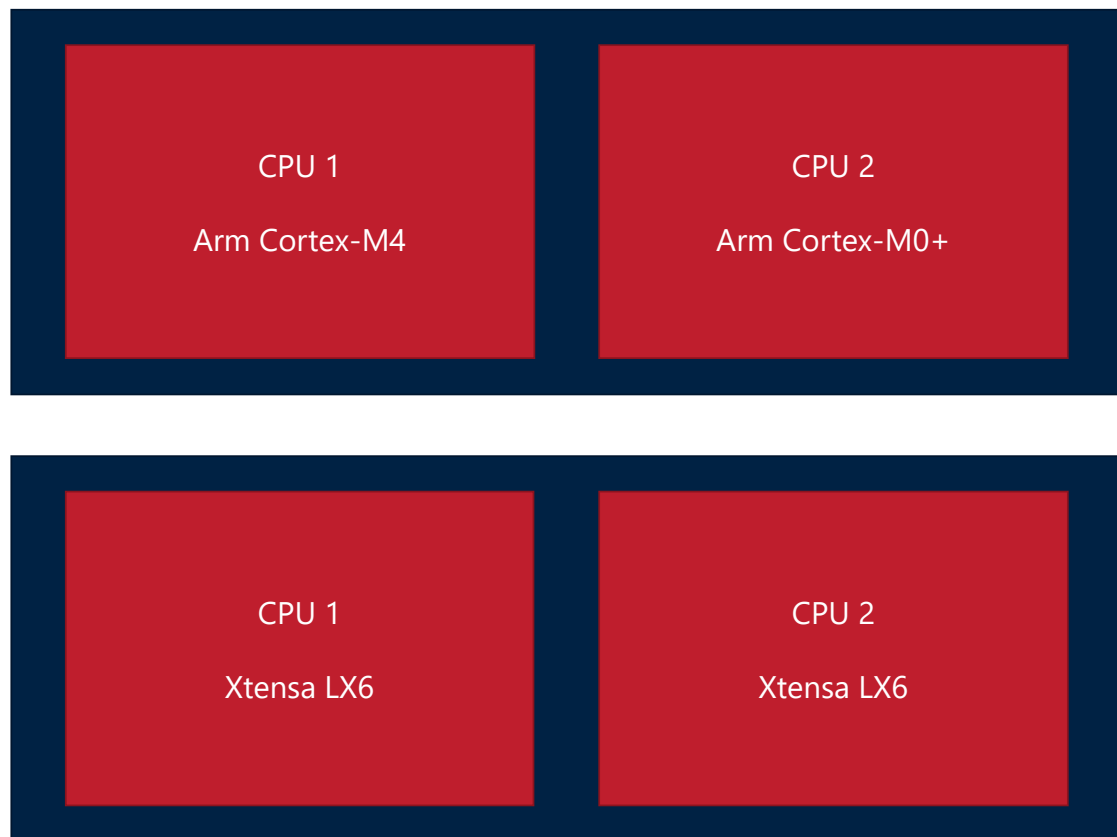 CPU 1
Arm Cortex-M4
CPU 2
Arm Cortex-M0+
CPU 1
Xtensa LX6
CPU 2
Xtensa LX6